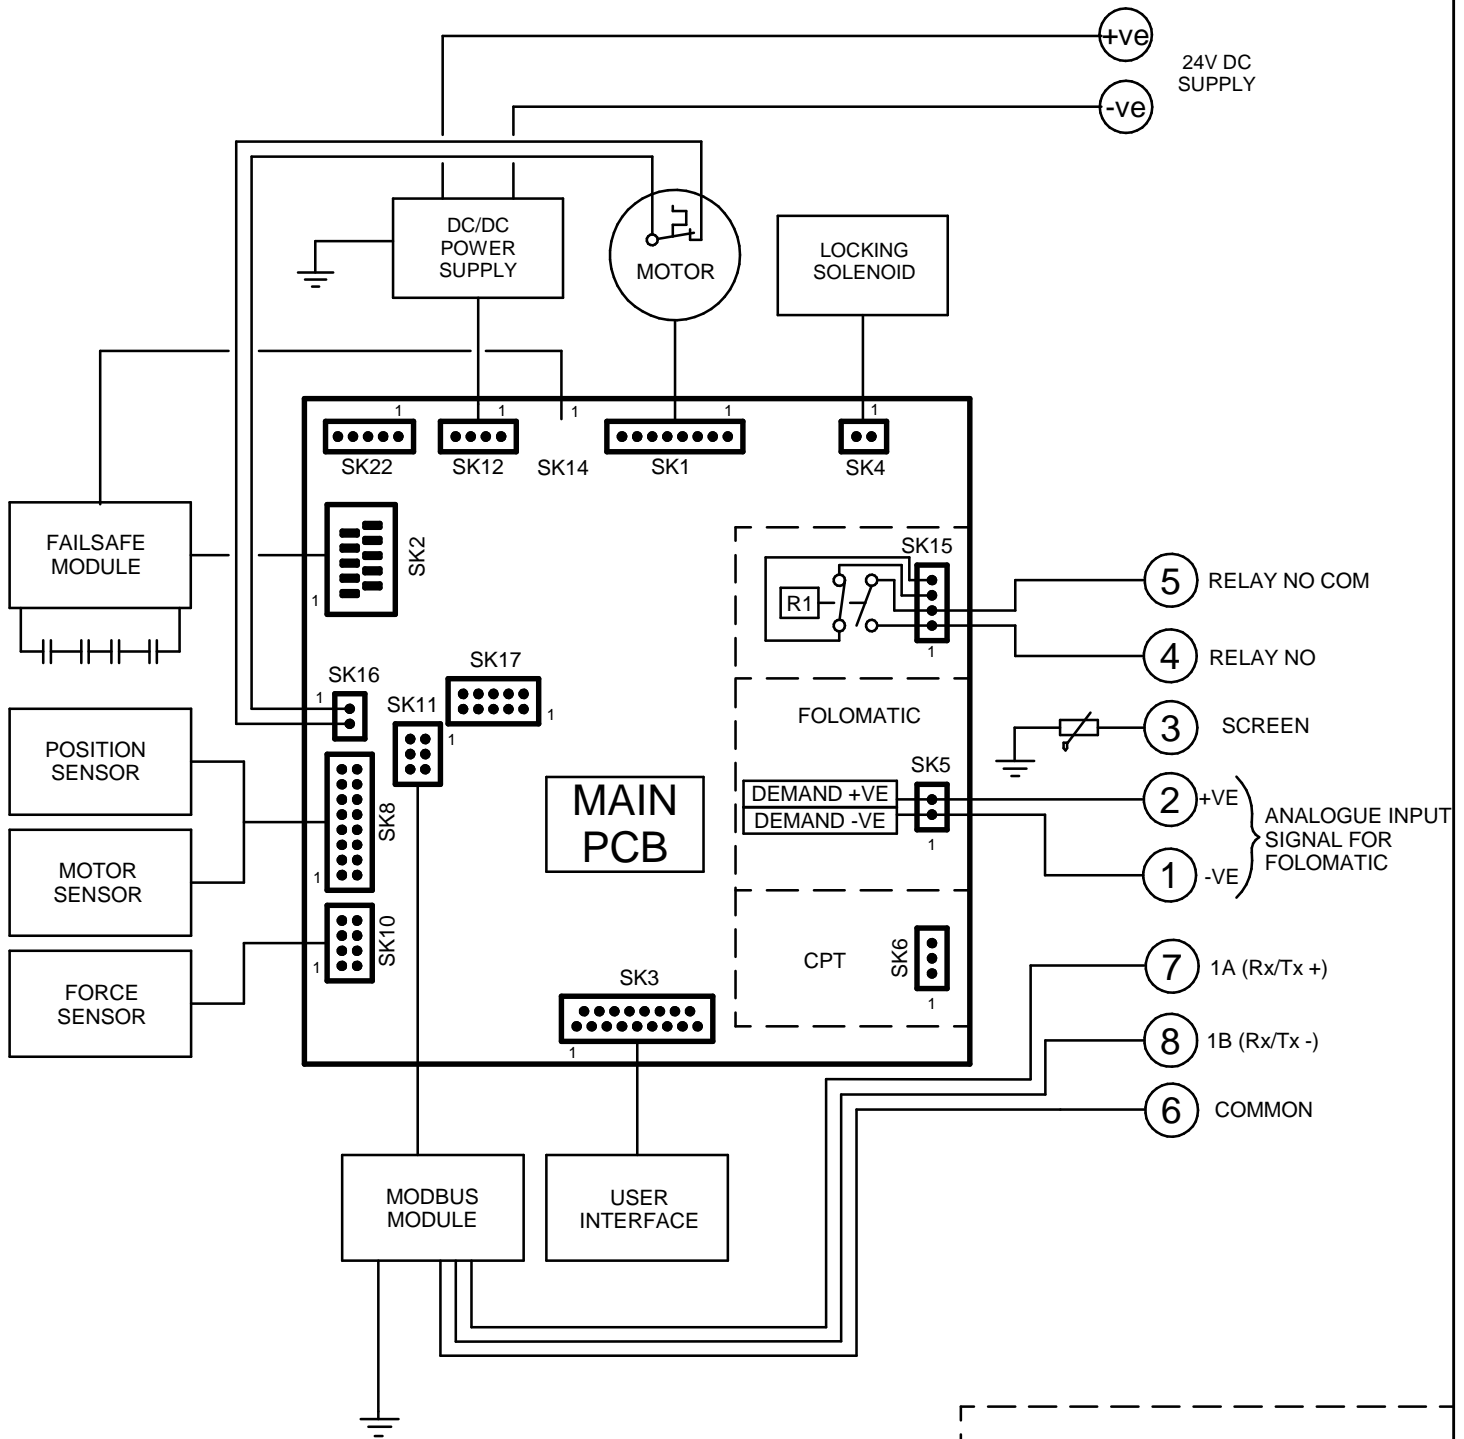 +ve
24V DC
SUPPLY
-ve
DC/DC
POWER
SUPPLY
MOTOR
LOCKING
SOLENOID
1
1
1
1
1
SK22
SK12
SK14
SK1
SK4
FAILSAFE
MODULE
SK2
1
SK15
R1
1
5
RELAY NO COM
4
RELAY NO
SK16
1
SK17
1
SK11
1
FOLOMATIC
3
SCREEN
POSITION
SENSOR
SK8
1
MAIN
PCB
SK5
DEMAND +VE
DEMAND -VE
1
2
+VE
ANALOGUE INPUT
SIGNAL FOR
FOLOMATIC
1
-VE
MOTOR
SENSOR
SK10
1
CPT
SK6
1
7
1A (Rx/Tx +)
FORCE
SENSOR
SK3
1
8
1B (Rx/Tx -)
6
COMMON
MODBUS
MODULE
USER
INTERFACE